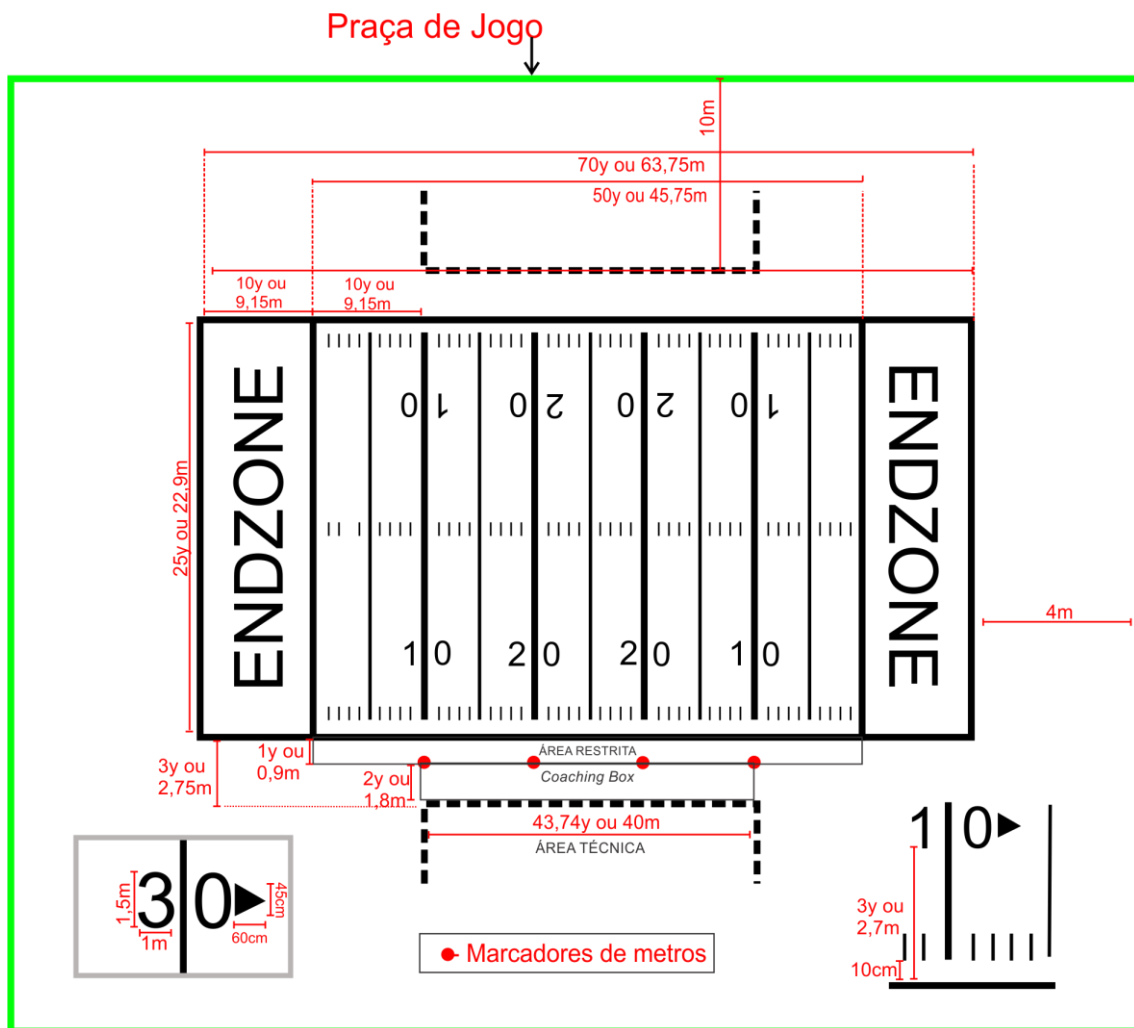 Praça de Jogo
10m
70y ou 63,75m
50y ou 45,75m
10y ou
9,15m
10y ou
9,15m
25y ou 22,9m
ENDZONE
ENDZONE
0 1
0 2
0 2
1 0
1 0
2 0
2 0
1 0
4m
ÁREA RESTRITA
Coaching Box
1y ou
0,9m
3y ou
2,75m
2y ou
1,8m
43,74y ou 40m
ÁREA TÉCNICA
3 0
1,5m
1m
45cm
60cm
Marcadores de metros
1 0
3y ou
2,7m
10cm